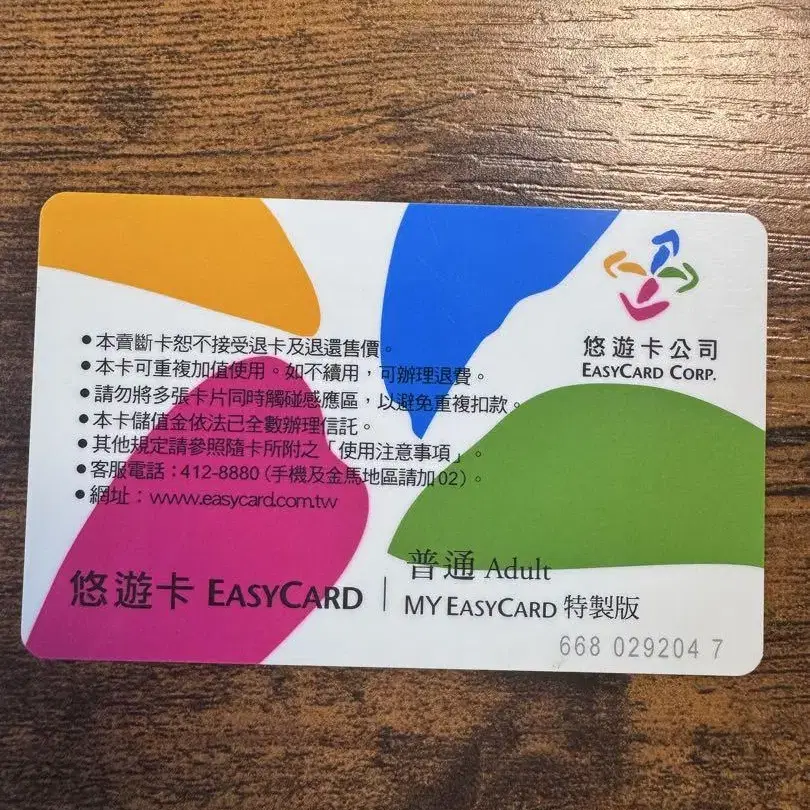 悠遊卡公司
EASYCARD CORP.
●本賣斷卡恕不接受退卡及退還售價。
●本卡可重複加值使用。如不續用，可辦理退費。
●請勿將多張卡片同時觸碰感應區，以避免重複扣款。
●本卡儲值金依法已全數辦理信託。
●其他規定請參照隨卡所附之「使用注意事項」。
●客服電話：412-8880（手機及金馬地區請加02）。
●網址：www.easycard.com.tw
悠遊卡 EASYCARD
普通 Adult
MY EASYCARD 特製版
668 029204 7